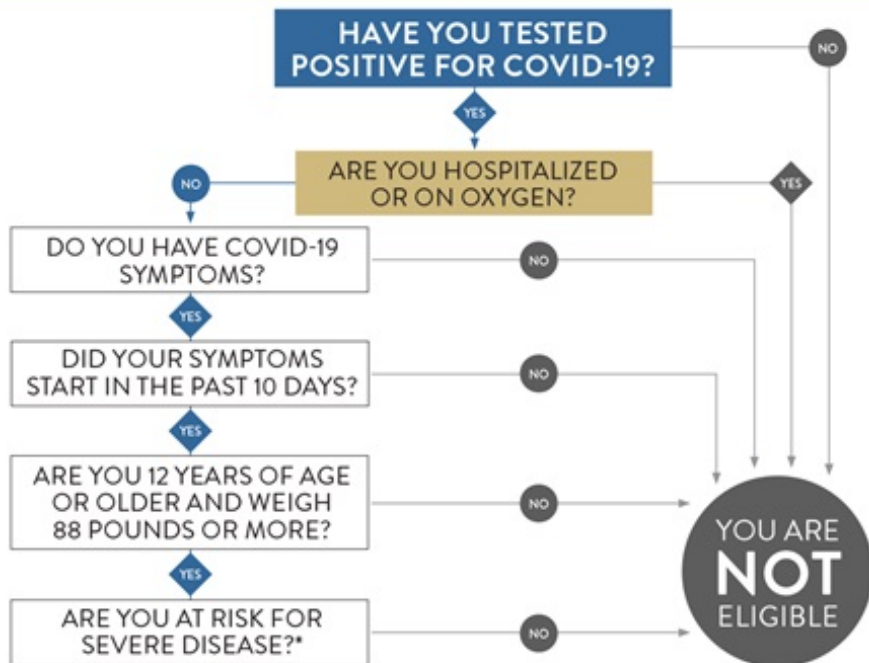 HAVE YOU TESTED
POSITIVE FOR COVID-19?
NO
YES
ARE YOU HOSPITALIZED
OR ON OXYGEN?
NO
YES
DO YOU HAVE COVID-19
SYMPTOMS?
NO
YES
DID YOUR SYMPTOMS
START IN THE PAST 10 DAYS?
NO
YES
ARE YOU 12 YEARS OF AGE
OR OLDER AND WEIGH
88 POUNDS OR MORE?
NO
YES
ARE YOU AT RISK FOR
SEVERE DISEASE?*
NO
YOU ARE
NOT
ELIGIBLE